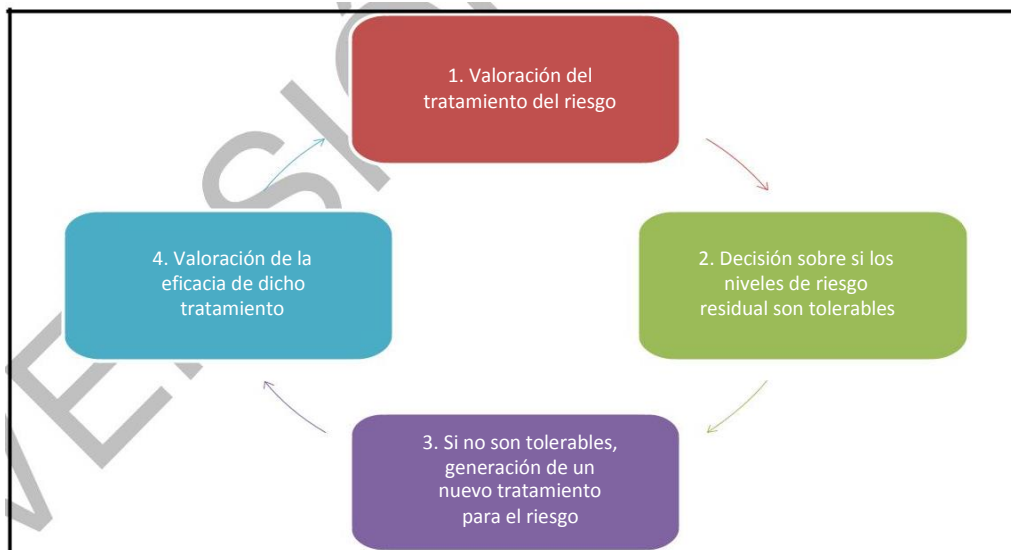 1. Valoración del
tratamiento del riesgo
2. Decisión sobre si los
niveles de riesgo
residual son tolerables
3. Si no son tolerables,
generación de un
nuevo tratamiento
para el riesgo
4. Valoración de la
eficacia de dicho
tratamiento